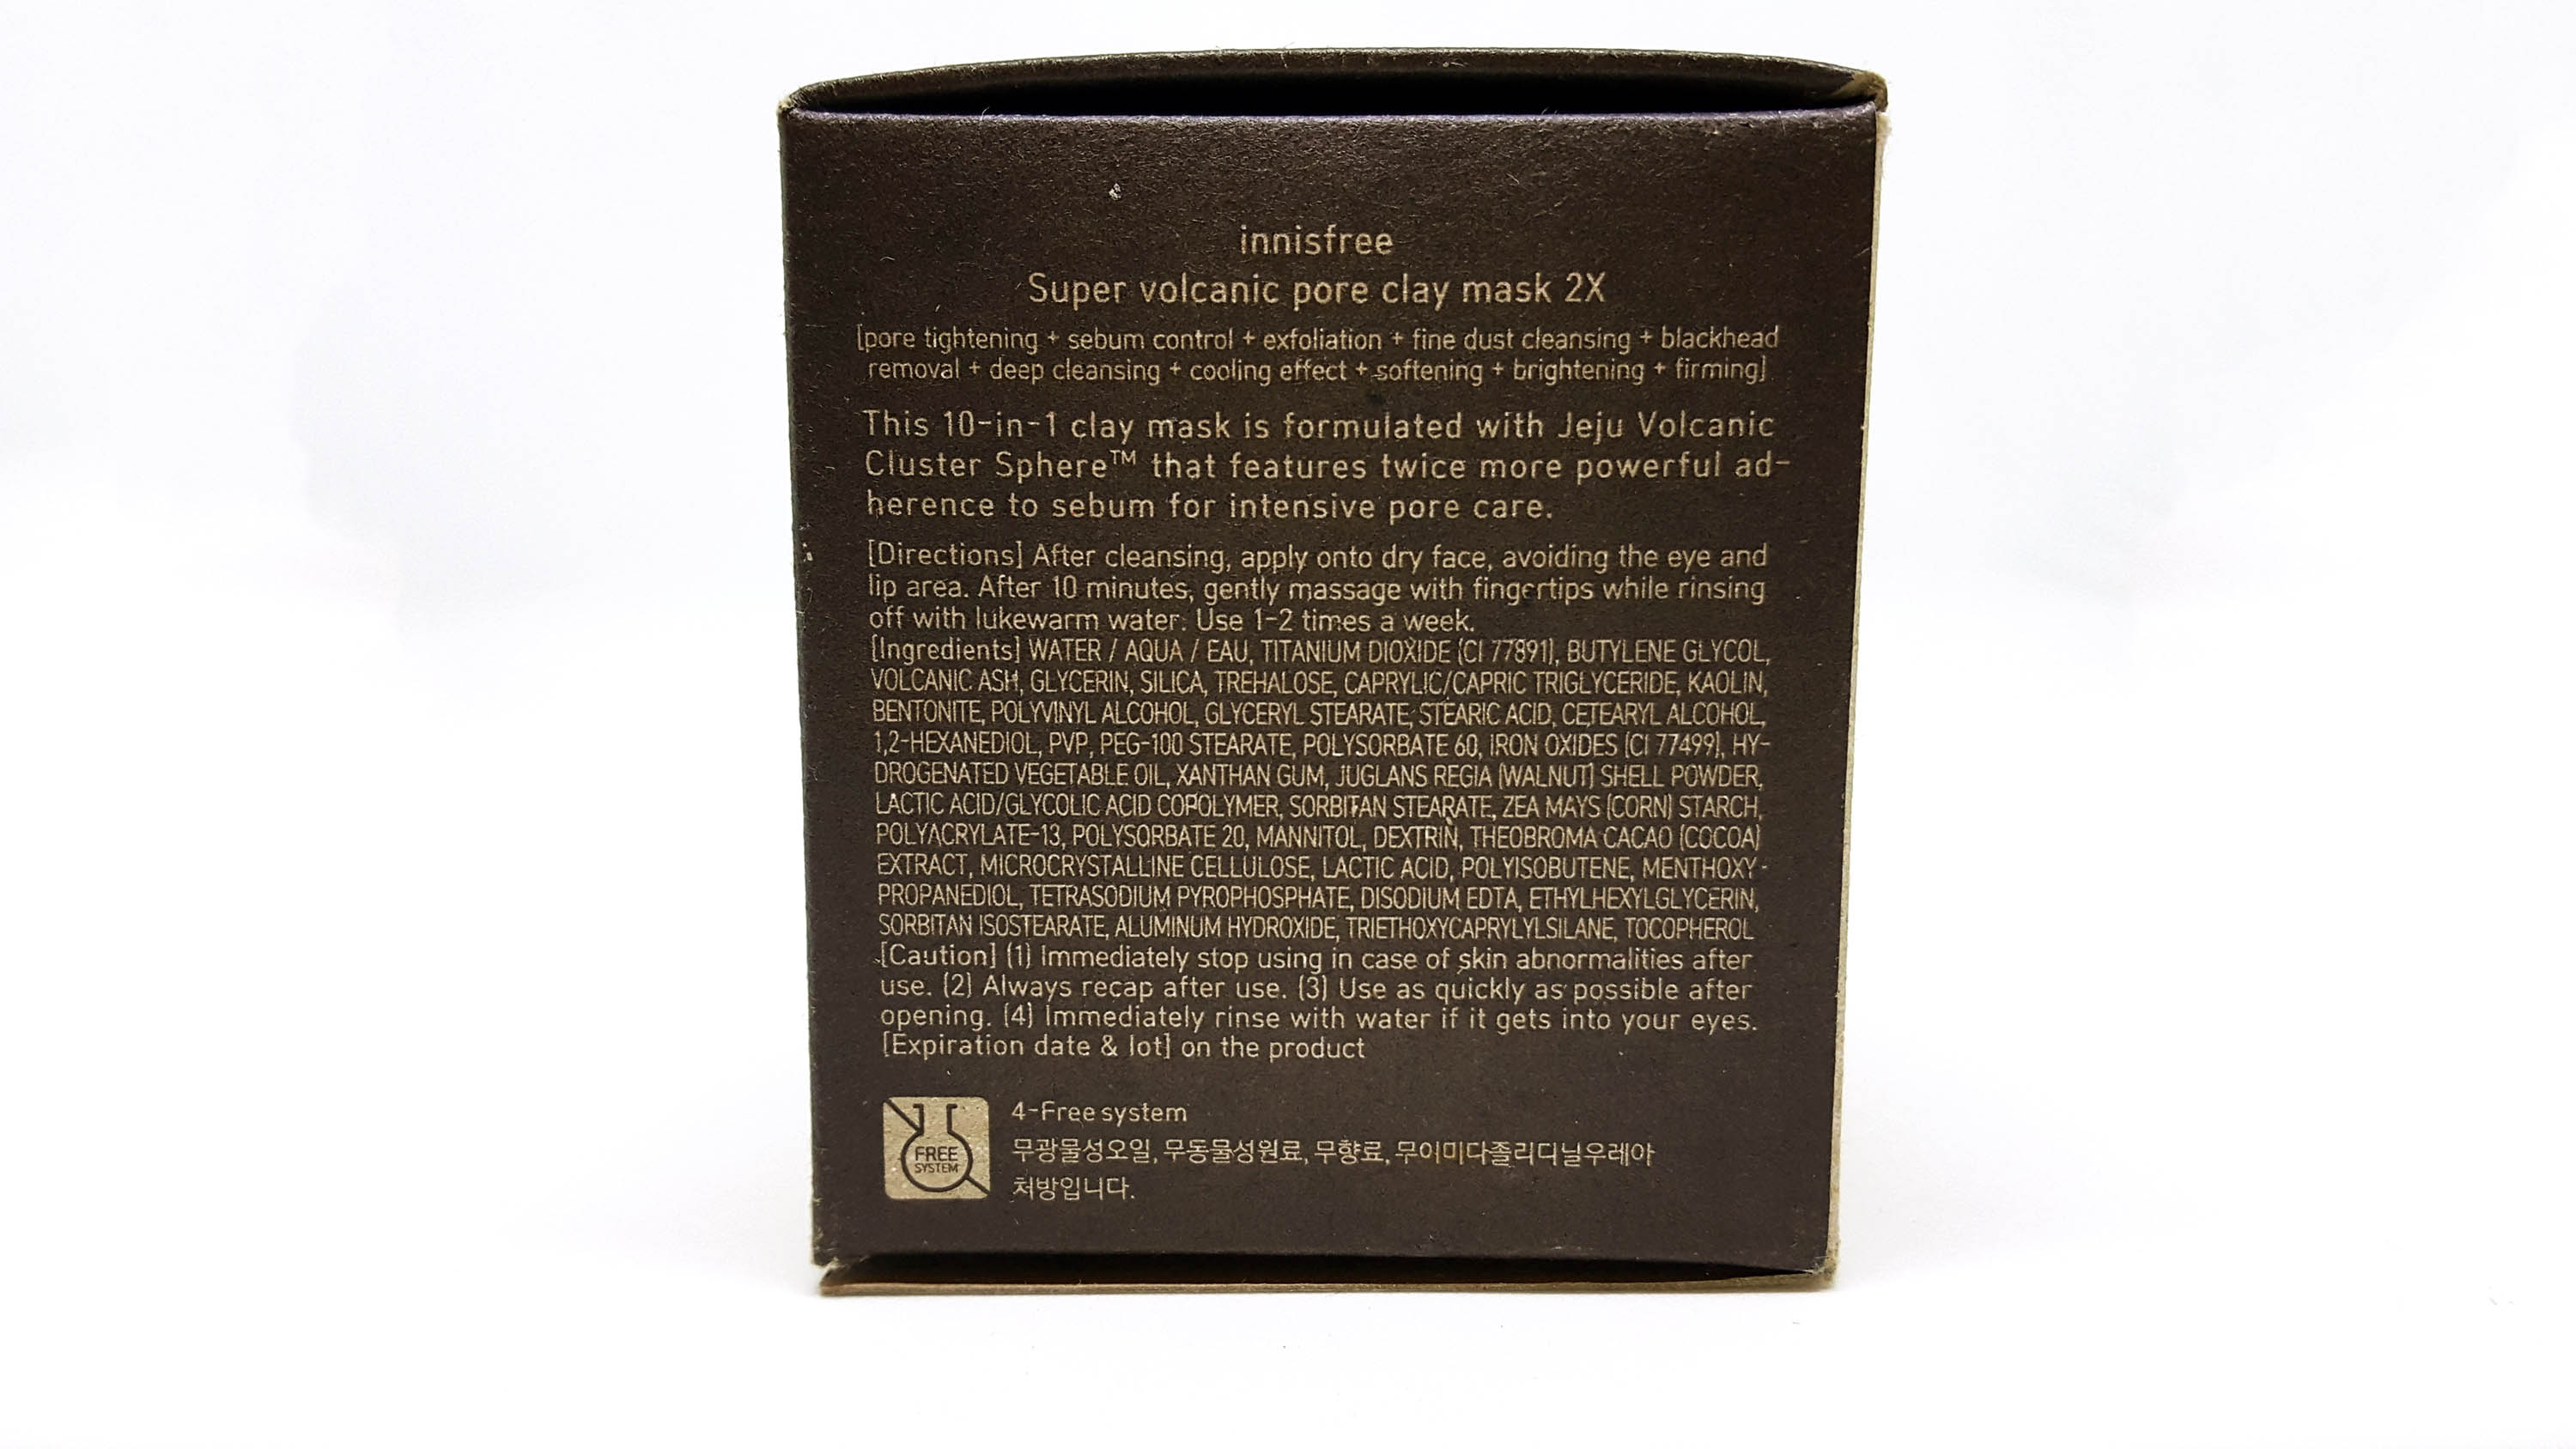 innisfree
Super volcanic pore clay mask 2X
[pore tightening + sebum control + exfoliation + fine dust cleansing + blackhead
removal + deep cleansing + cooling effect + softening + brightening + firming]
This 10-in-1 clay mask is formulated with Jeju Volcanic
Cluster Sphere™ that features twice more powerful ad-
herence to sebum for intensive pore care.
[Directions] After cleansing, apply onto dry face, avoiding the eye and
lip area. After 10 minutes, gently massage with fingertips while rinsing
off with lukewarm water. Use 1-2 times a week.
[Ingredients] WATER / AQUA / EAU, TITANIUM DIOXIDE (CI 77891), BUTYLENE GLYCOL,
VOLCANIC ASH, GLYCERIN, SILICA, TREHALOSE, CAPRYLIC/CAPRIC TRIGLYCERIDE, KAOLIN,
BENTONITE, POLYVINYL ALCOHOL, GLYCERYL STEARATE, STEARIC ACID, CETEARYL ALCOHOL,
1,2-HEXANEDIOL, PVP, PEG-100 STEARATE, POLYSORBATE 60, IRON OXIDES (CI 77499), HY-
DROGENATED VEGETABLE OIL, XANTHAN GUM, JUGLANS REGIA (WALNUT) SHELL POWDER,
LACTIC ACID/GLYCOLIC ACID COPOLYMER, SORBITAN STEARATE, ZEA MAYS (CORN) STARCH,
POLYACRYLATE-13, POLYSORBATE 20, MANNITOL, DEXTRIN, THEOBROMA CACAO (COCOA)
EXTRACT, MICROCRYSTALLINE CELLULOSE, LACTIC ACID, POLYISOBUTENE, MENTHOXY-
PROPANEDIOL, TETRASODIUM PYROPHOSPHATE, DISODIUM EDTA, ETHYLHEXYLGLYCERIN,
SORBITAN ISOSTEARATE, ALUMINUM HYDROXIDE, TRIETHOXYCAPRYLYLSILANE, TOCOPHEROL
[Caution] (1) Immediately stop using in case of skin abnormalities after
use. (2) Always recap after use. (3) Use as quickly as possible after
opening. (4) Immediately rinse with water if it gets into your eyes.
[Expiration date & lot] on the product
FREE
SYSTEM
4-Free system
무광물성오일, 무동물성원료, 무향료, 무이미다졸리디닐우레아
처방입니다.